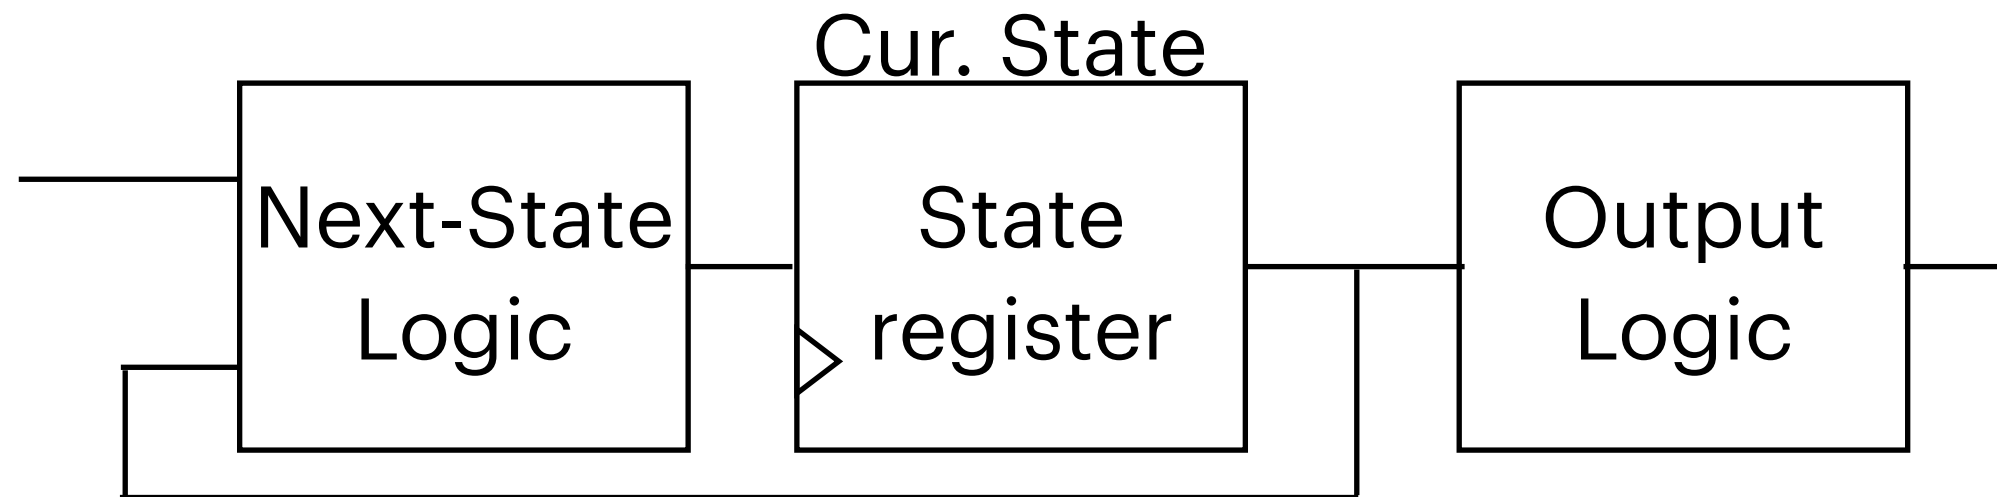 Cur. State
Next-State
Logic
State
register
Output
Logic